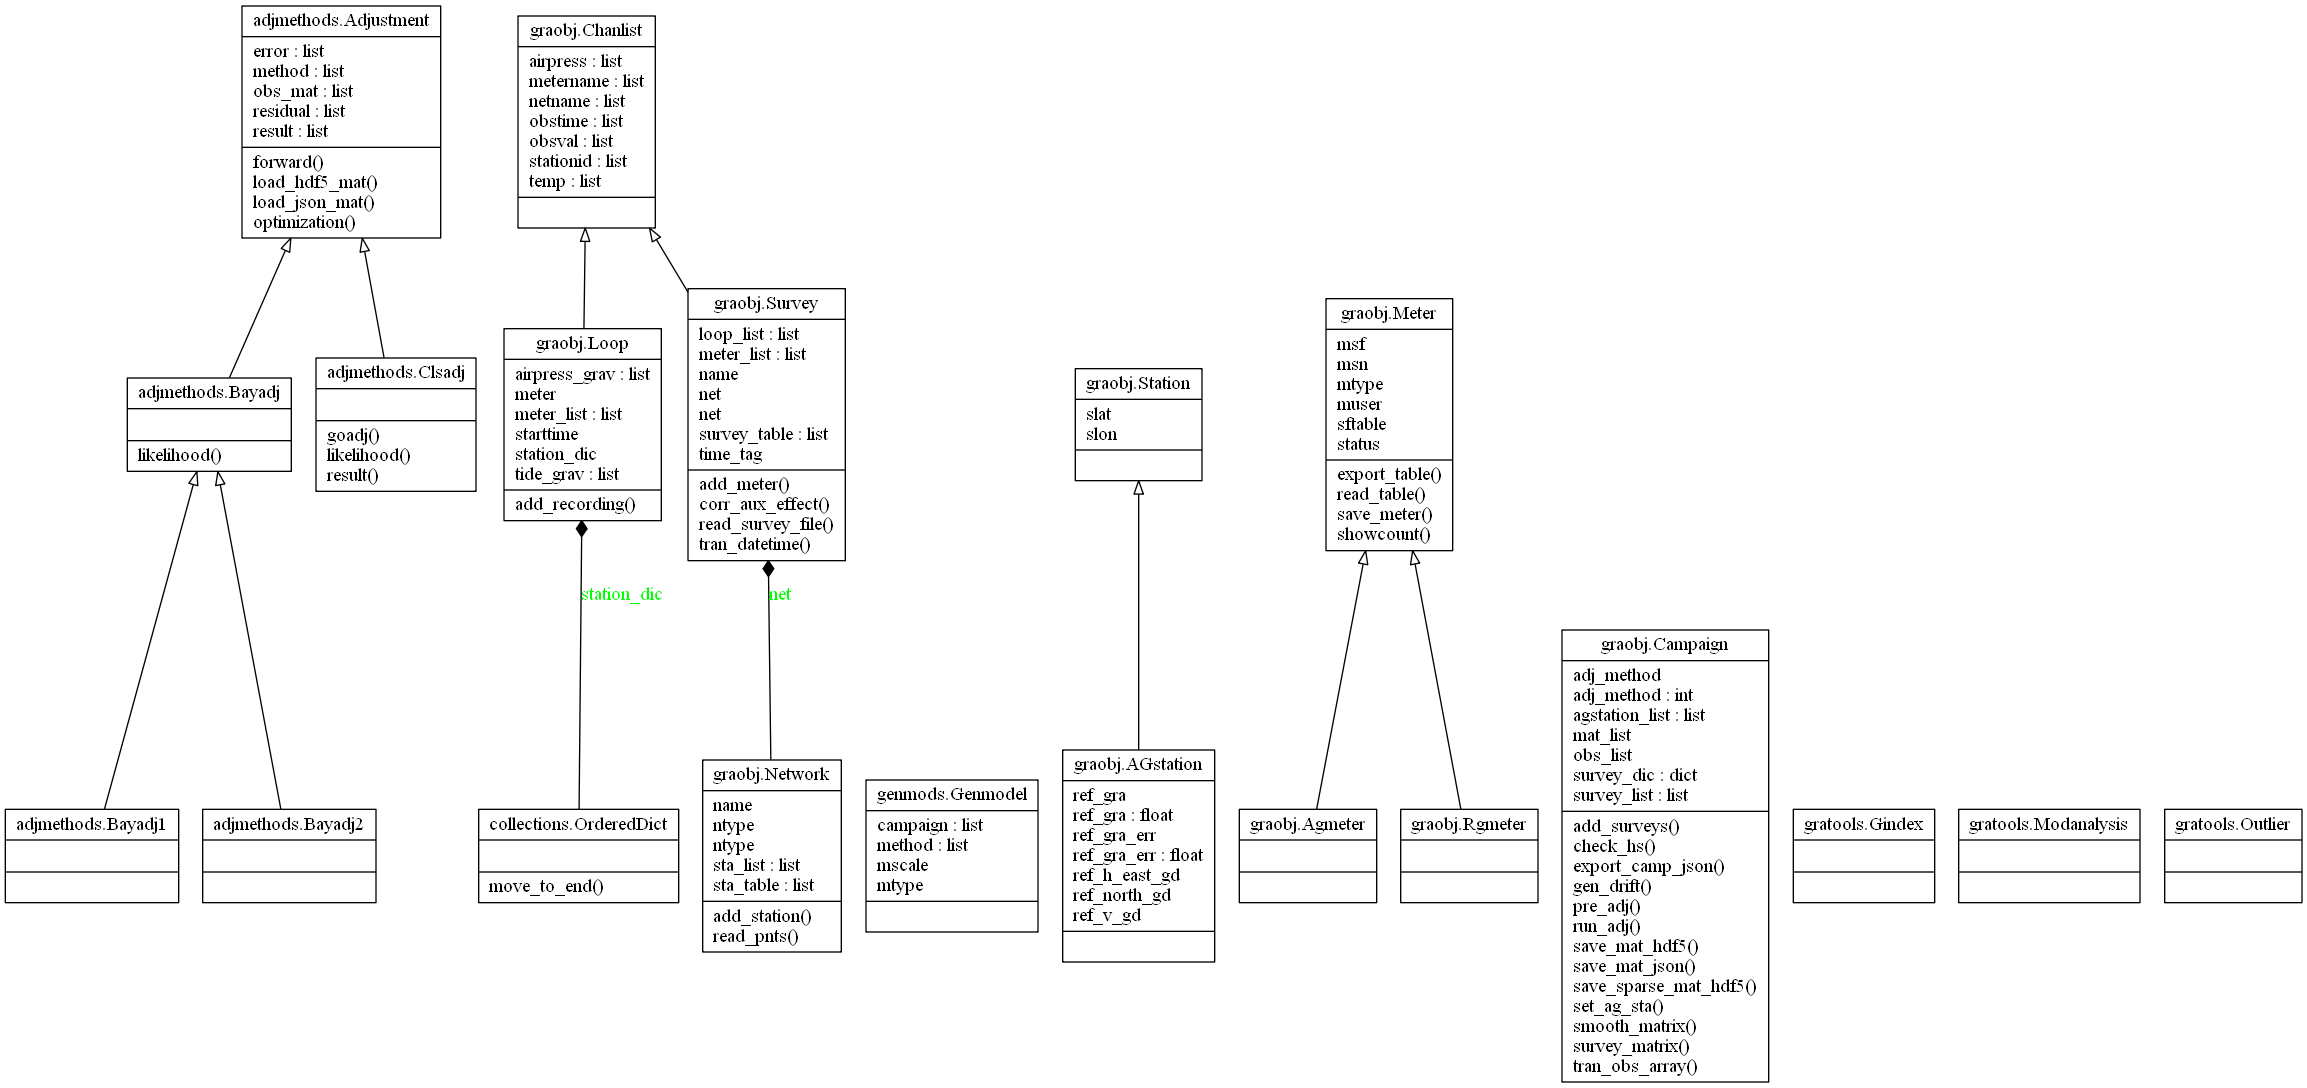 adjmethods.Adjustment
error : list
method : list
obs_mat : list
residual : list
result : list
forward()
load_hdf5_mat()
load_json_mat()
optimization()
graobj.Chanlist
airpress : list
metername : list
netname : list
obstime : list
obsval : list
stationid : list
temp : list
adjmethods.Bayadj
likelihood()
adjmethods.Clsadj
goadj()
likelihood()
result()
graobj.Loop
airpress_grav : list
meter
meter_list : list
starttime
station_dic
tide_grav : list
add_recording()
graobj.Survey
loop_list : list
meter_list : list
name
net
net
survey_table : list
time_tag
add_meter()
corr_aux_effect()
read_survey_file()
tran_datetime()
graobj.Station
slat
slon
graobj.Meter
msf
msn
mtype
muser
sftable
status
export_table()
read_table()
save_meter()
showcount()
station_dic
net
adjmethods.Bayadj1
adjmethods.Bayadj2
collections.OrderedDict
move_to_end()
graobj.Network
name
ntype
ntype
sta_list : list
sta_table : list
add_station()
read_pnts()
genmods.Genmodel
campaign : list
method : list
mscale
mtype
graobj.AGstation
ref_gra
ref_gra : float
ref_gra_err
ref_gra_err : float
ref_h_east_gd
ref_north_gd
ref_v_gd
graobj.Agmeter
graobj.Rgmeter
graobj.Campaign
adj_method
adj_method : int
agstation_list : list
mat_list
obs_list
survey_dic : dict
survey_list : list
add_surveys()
check_hs()
export_camp_json()
gen_drift()
pre_adj()
run_adj()
save_mat_hdf5()
save_mat_json()
save_sparse_mat_hdf5()
set_ag_sta()
smooth_matrix()
survey_matrix()
tran_obs_array()
gratools.Gindex
gratools.Modanalysis
gratools.Outlier